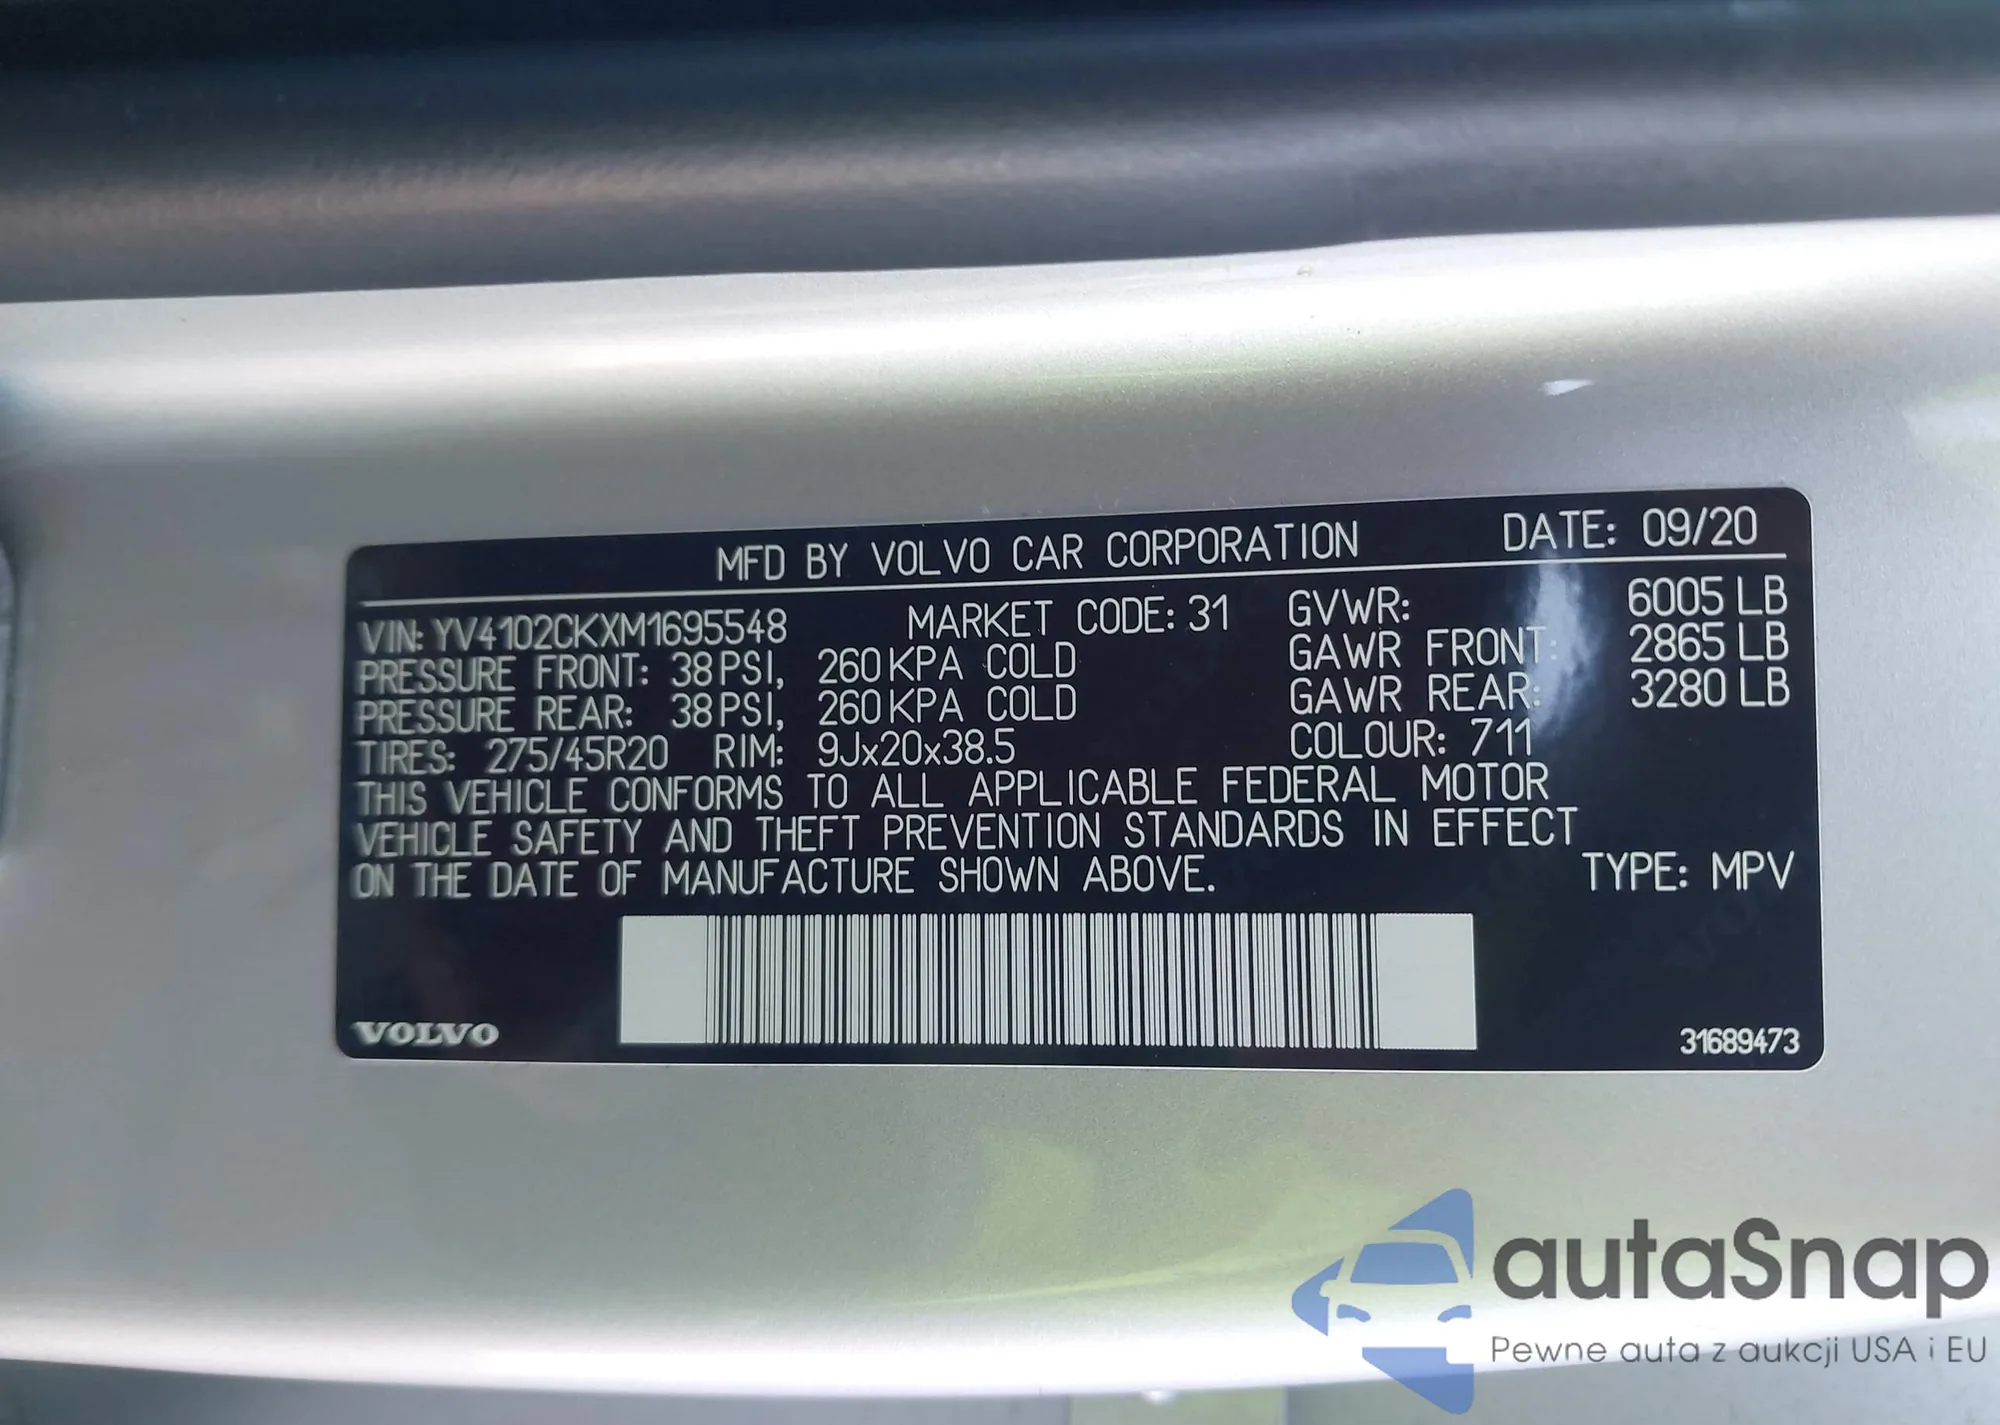 MFD BY VOLVO CAR CORPORATION DATE: 09/20
VIN: YV4102CKXM1695548 MARKET CODE: 31 GVWR: 6005 LB
PRESSURE FRONT: 38 PSI, 260 KPA COLD GAWR FRONT: 2865 LB
PRESSURE REAR: 38 PSI, 260 KPA COLD GAWR REAR: 3280 LB
TIRES: 275/45R20 RIM: 9Jx20x38.5 COLOUR: 711
THIS VEHICLE CONFORMS TO ALL APPLICABLE FEDERAL MOTOR
VEHICLE SAFETY AND THEFT PREVENTION STANDARDS IN EFFECT
ON THE DATE OF MANUFACTURE SHOWN ABOVE. TYPE: MPV
VOLVO 31689473
autaSnap
Pewne auta z aukcji USA i EU